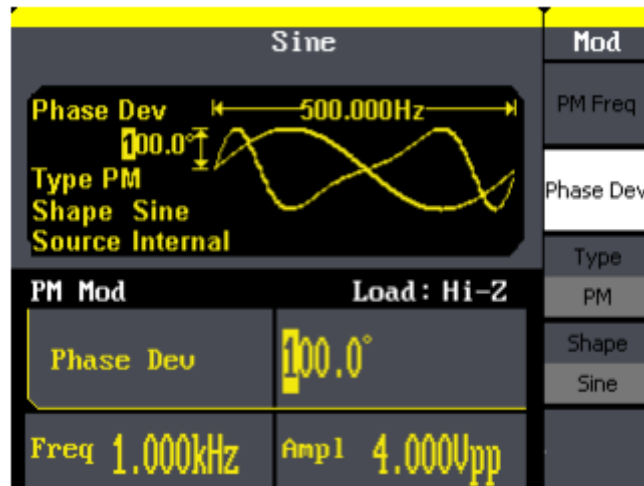 Sine
Mod
Phase Dev
500.000Hz
100.0°
Type PM
Shape Sine
Source Internal
PM Mod
Load: Hi-Z
Phase Dev
100.0°
Freq 1.000kHz
Ampl 4.000Vpp
PM Freq
Phase Dev
Type
PM
Shape
Sine